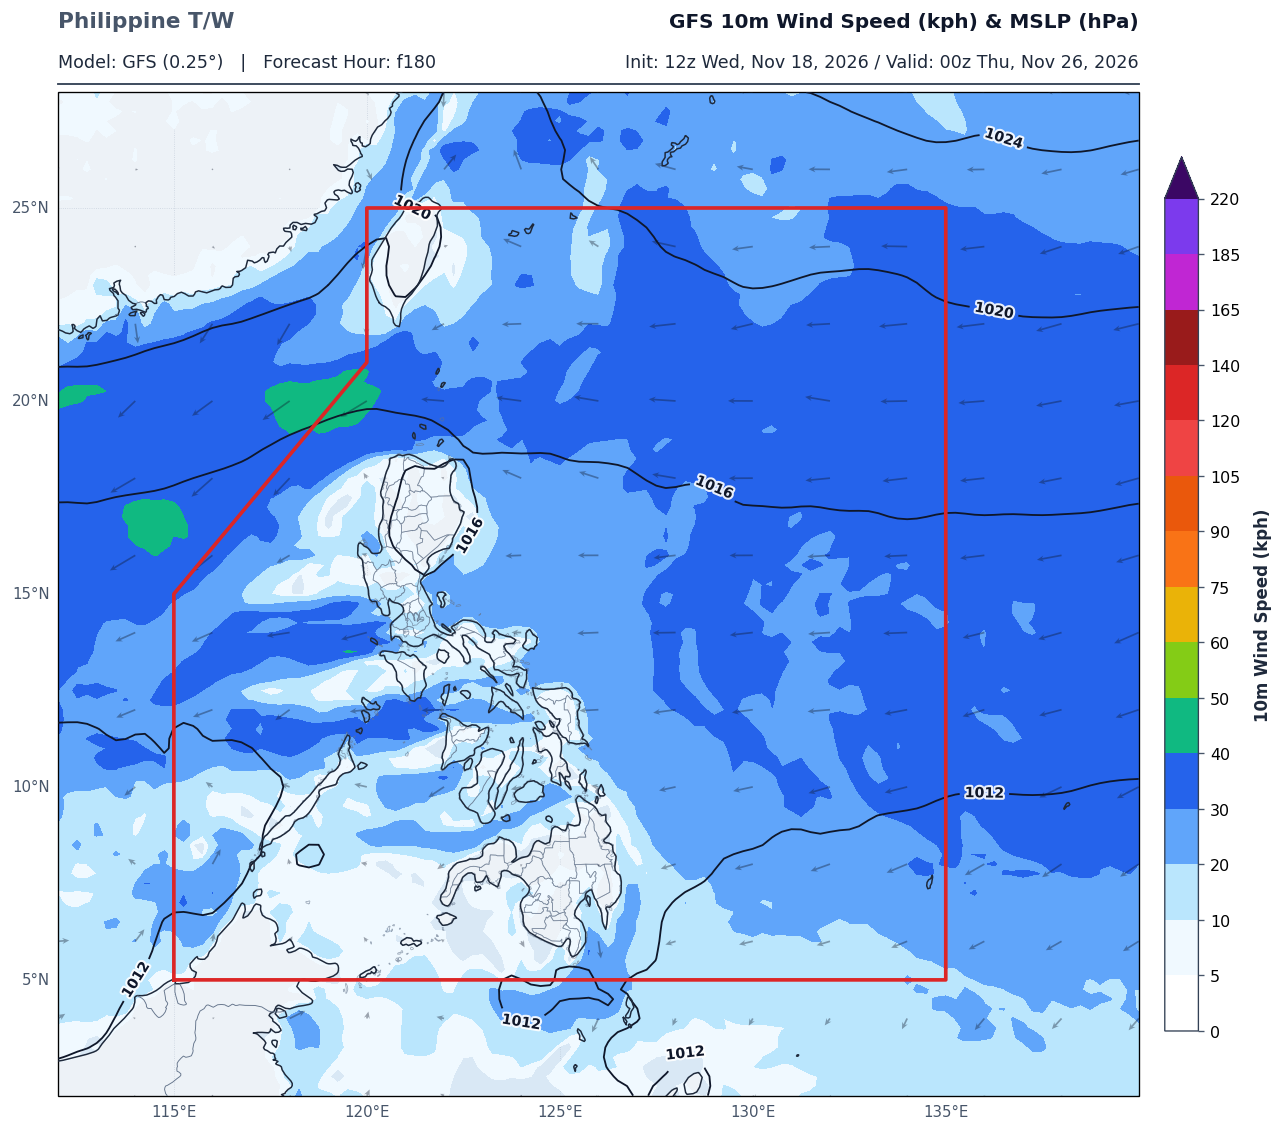 Philippine T/W
GFS 10m Wind Speed (kph) & MSLP (hPa)
Model: GFS (0.25°) | Forecast Hour: f180
Init: 12z Wed, Nov 18, 2026 / Valid: 00z Thu, Nov 26, 2026
1024
1020
1020
1016
1016
1012
1012
1012
1012
25°N
20°N
15°N
10°N
5°N
115°E
120°E
125°E
130°E
135°E
220
185
165
140
120
105
90
75
60
50
40
30
20
10
5
0
10m Wind Speed (kph)